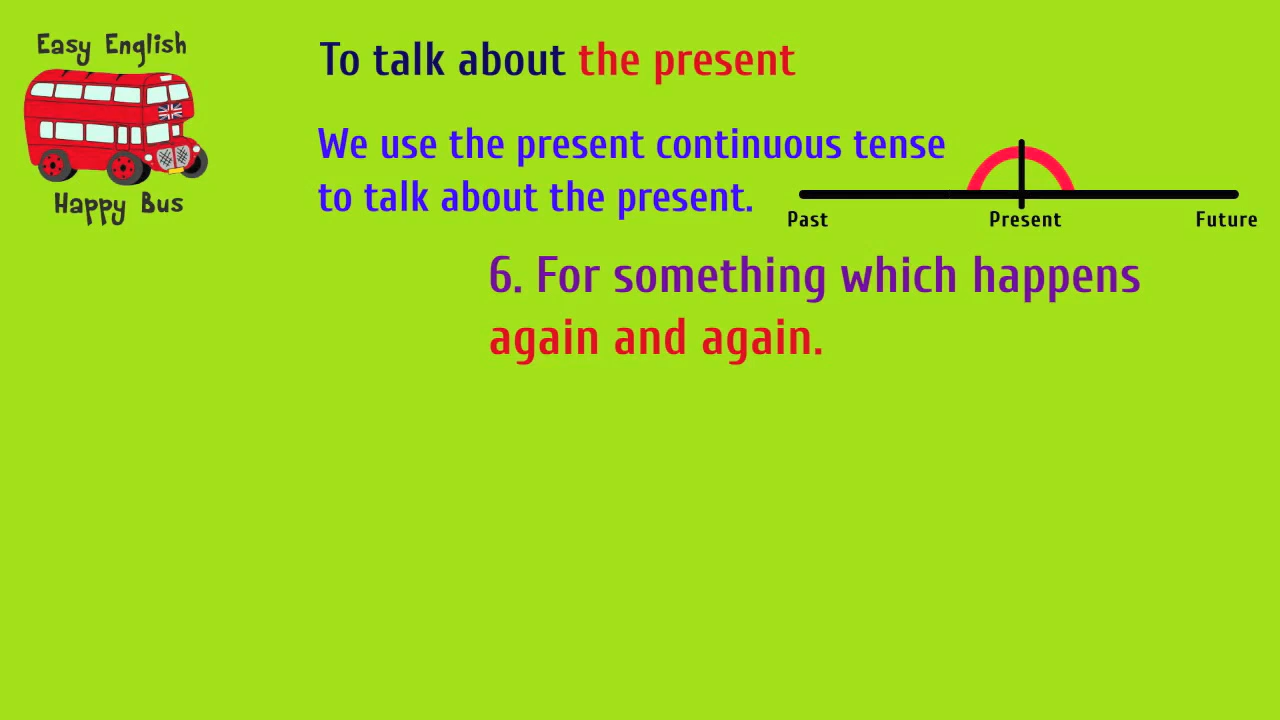 Easy English
Happy Bus
To talk about the present
We use the present continuous tense
to talk about the present.
Past
Present
Future
6. For something which happens
again and again.